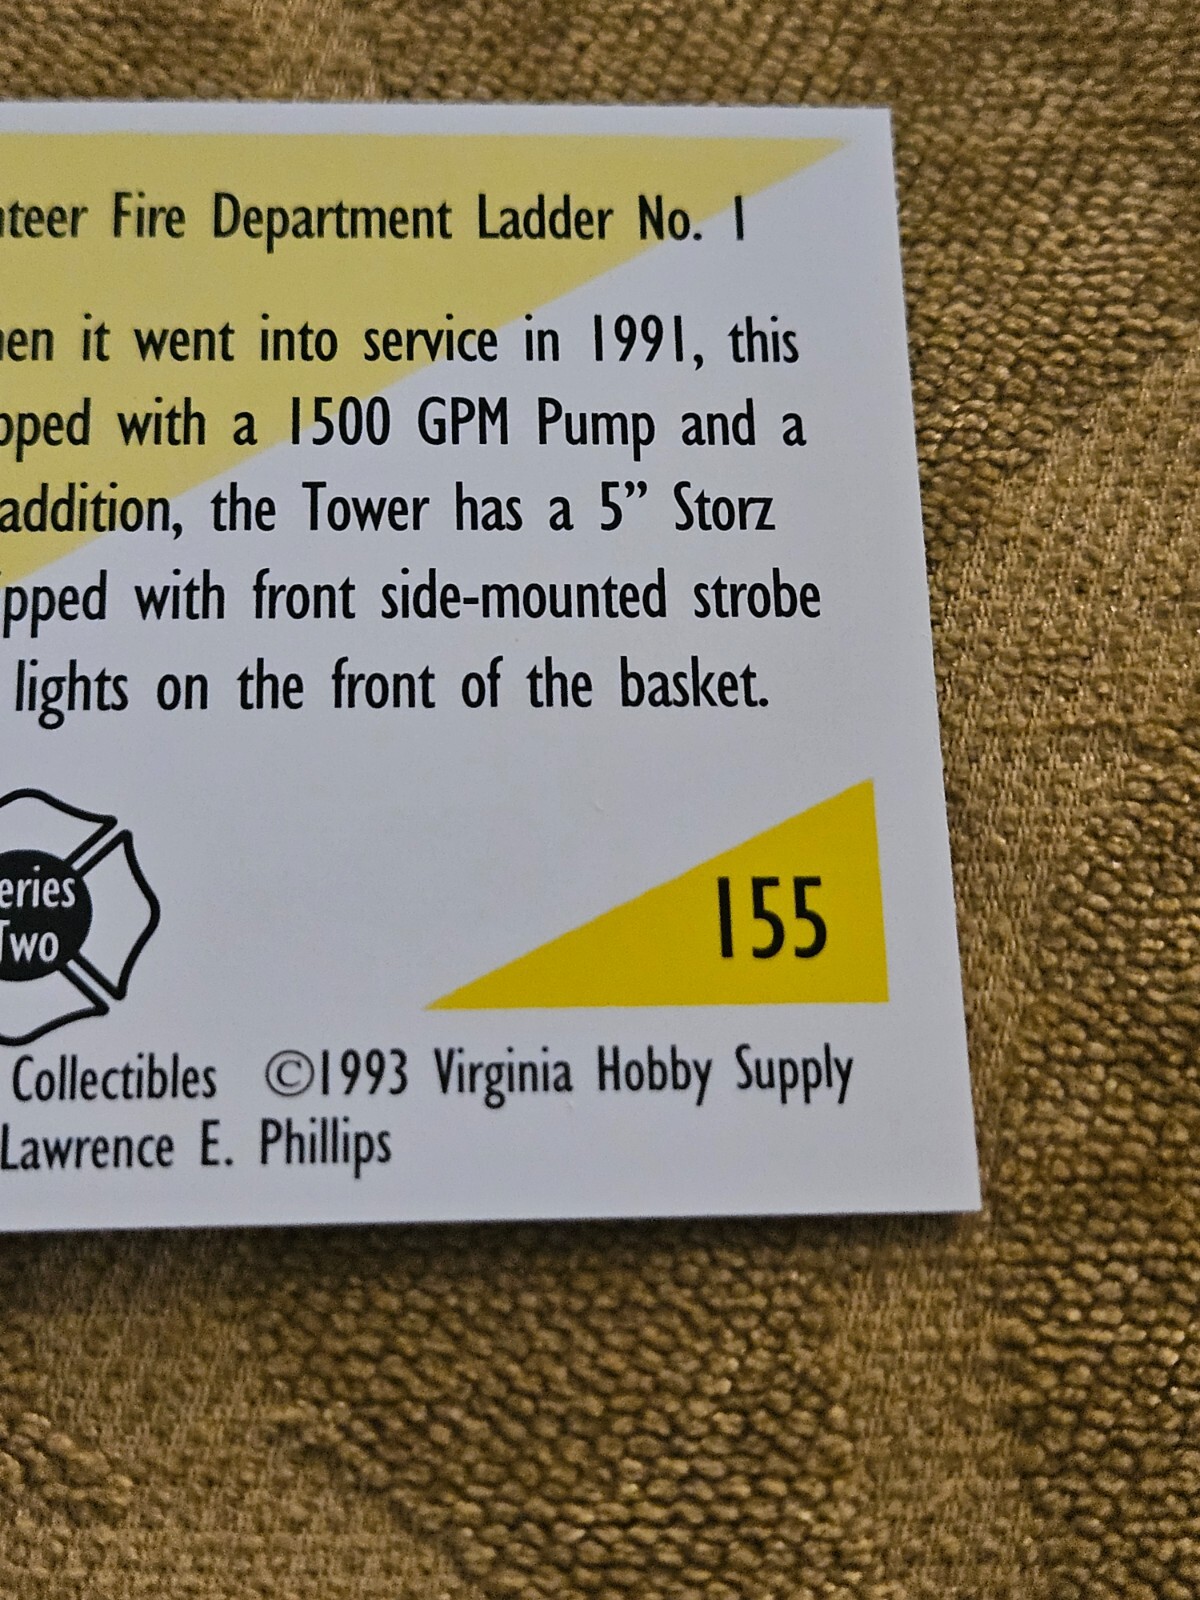 nteer Fire Department Ladder No. 1
en it went into service in 1991, this
pped with a 1500 GPM Pump and a
addition, the Tower has a 5” Storz
ipped with front side-mounted strobe
lights on the front of the basket.
eries
Two
155
Collectibles ©1993 Virginia Hobby Supply
Lawrence E. Phillips